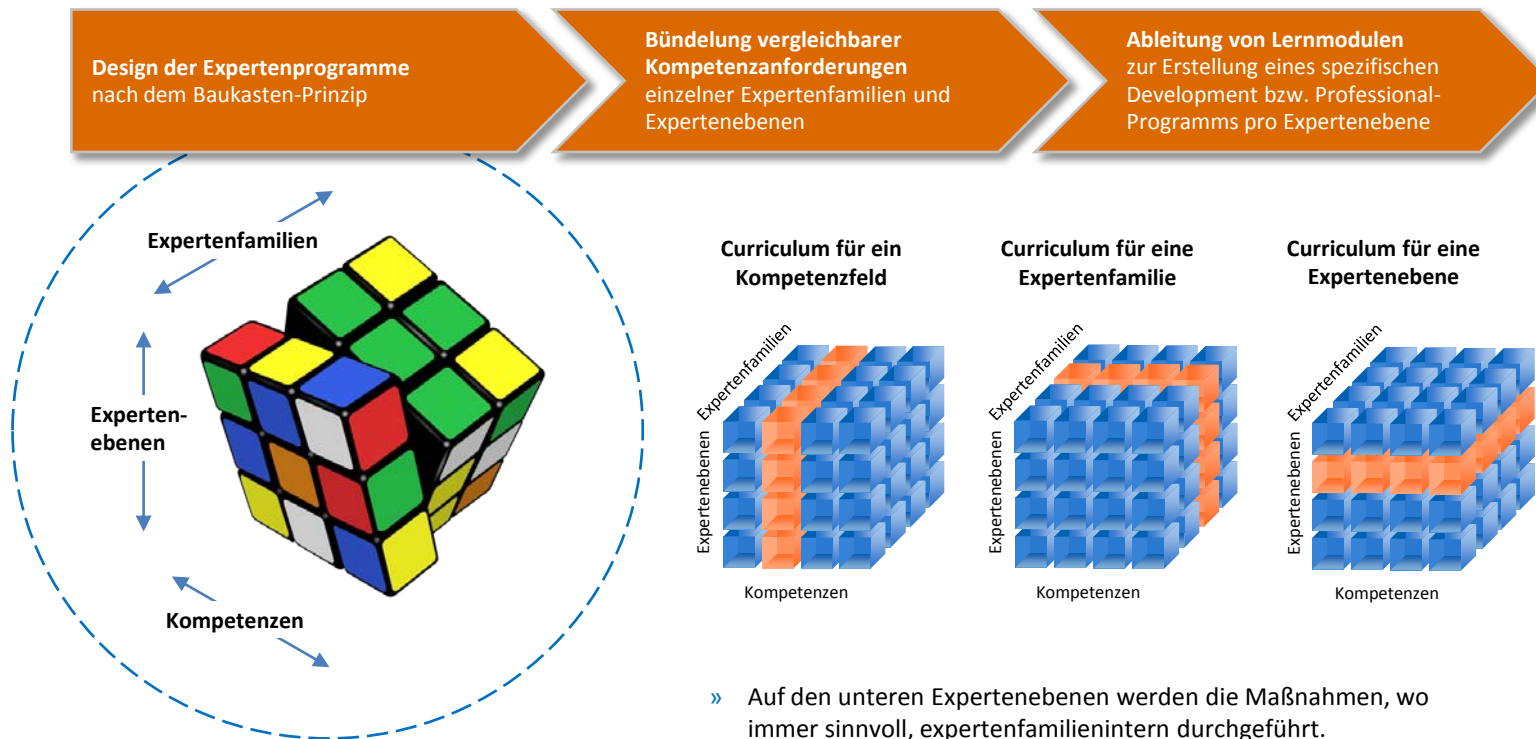 Design der Expertenprogramme
nach dem Baukasten-Prinzip
Bündelung vergleichbarer
Kompetenzanforderungen
einzelner Expertenfamilien und
Expertenebenen
Ableitung von Lernmodulen
zur Erstellung eines spezifischen
Development bzw. Professional-
Programms pro Expertenebene
Expertenfamilien
Experten-
ebenen
Kompetenzen
Curriculum für ein
Kompetenzfeld
Expertenfamilien
Expertenebenen
Kompetenzen
Curriculum für eine
Expertenfamilie
Expertenfamilien
Expertenebenen
Kompetenzen
Curriculum für eine
Expertenebene
Expertenfamilien
Expertenebenen
Kompetenzen
» Auf den unteren Expertenebenen werden die Maßnahmen, wo
immer sinnvoll, expertenfamilienintern durchgeführt.